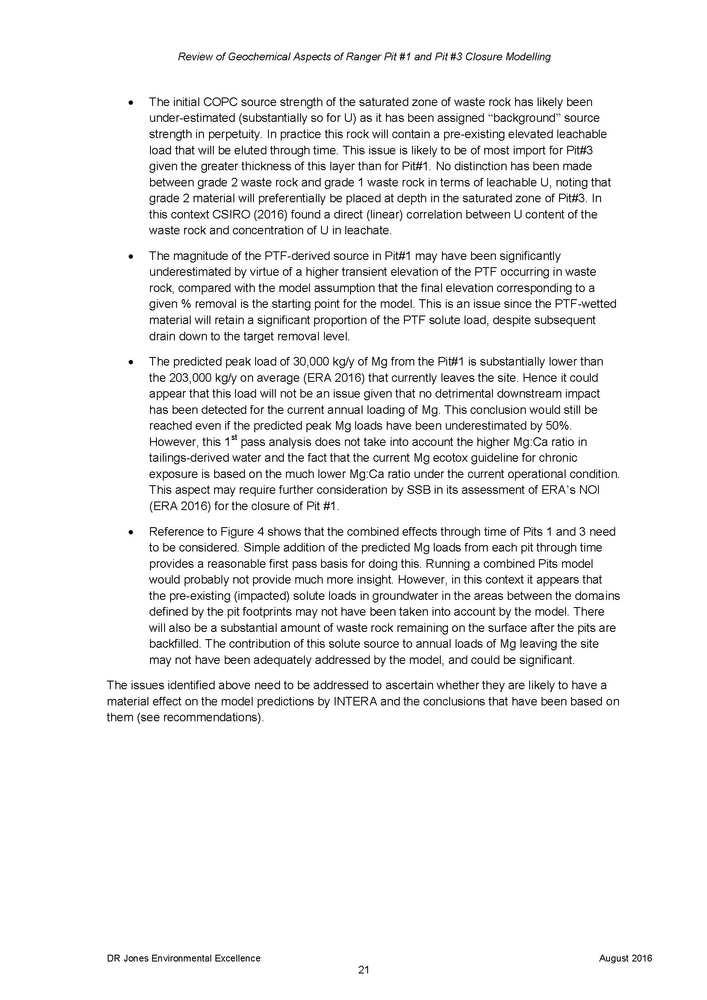 Review of Geochemical Aspects of Ranger Pit #1 and Pit #3 Closure Modelling
• The initial COPC source strength of the saturated zone of waste rock has likely been
under-estimated (substantially so for U) as it has been assigned “background” source
strength in perpetuity. In practice this rock will contain a pre-existing elevated leachable
load that will be eluted through time. This issue is likely to be of most import for Pit#3
given the greater thickness of this layer than for Pit#1. No distinction has been made
between grade 2 waste rock and grade 1 waste rock in terms of leachable U, noting that
grade 2 material will preferentially be placed at depth in the saturated zone of Pit#3. In
this context CSIRO (2016) found a direct (linear) correlation between U content of the
waste rock and concentration of U in leachate.
• The magnitude of the PTF-derived source in Pit#1 may have been significantly
underestimated by virtue of a higher transient elevation of the PTF occurring in waste
rock, compared with the model assumption that the final elevation corresponding to a
given % removal is the starting point for the model. This is an issue since the PTF-wetted
material will retain a significant proportion of the PTF solute load, despite subsequent
drain down to the target removal level.
• The predicted peak load of 30,000 kg/y of Mg from the Pit#1 is substantially lower than
the 203,000 kg/y on average (ERA 2016) that currently leaves the site. Hence it could
appear that this load will not be an issue given that no detrimental downstream impact
has been detected for the current annual loading of Mg. This conclusion would still be
reached even if the predicted peak Mg loads have been underestimated by 50%.
However, this 1st pass analysis does not take into account the higher Mg:Ca ratio in
tailings-derived water and the fact that the current Mg ecotox guideline for chronic
exposure is based on the much lower Mg:Ca ratio under the current operational condition.
This aspect may require further consideration by SSB in its assessment of ERA’s NOI
(ERA 2016) for the closure of Pit #1.
• Reference to Figure 4 shows that the combined effects through time of Pits 1 and 3 need
to be considered. Simple addition of the predicted Mg loads from each pit through time
provides a reasonable first pass basis for doing this. Running a combined Pits model
would probably not provide much more insight. However, in this context it appears that
the pre-existing (impacted) solute loads in groundwater in the areas between the domains
defined by the pit footprints may not have been taken into account by the model. There
will also be a substantial amount of waste rock remaining on the surface after the pits are
backfilled. The contribution of this solute source to annual loads of Mg leaving the site
may not have been adequately addressed by the model, and could be significant.
The issues identified above need to be addressed to ascertain whether they are likely to have a
material effect on the model predictions by INTERA and the conclusions that have been based on
them (see recommendations).
DR Jones Environmental Excellence August 2016
21